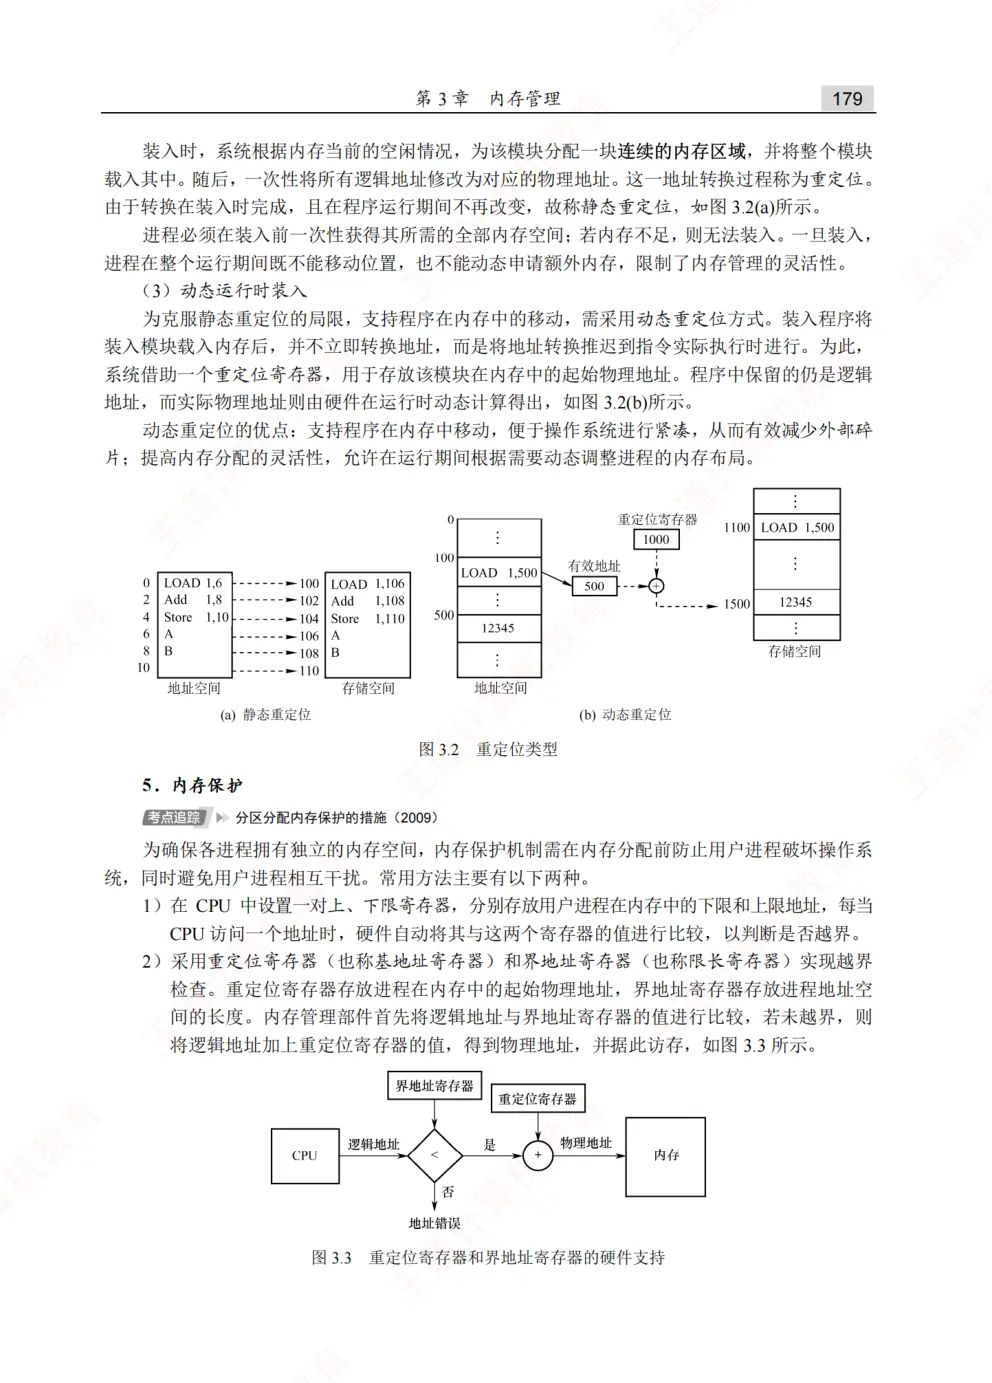 第 3 章 内存管理 179
装入时，系统根据内存当前的空闲情况，为该模块分配一块连续的内存区域，并将整个模块
载入其中。随后，一次性将所有逻辑地址修改为对应的物理地址。这一地址转换过程称为重定位。
由于转换在装入时完成，且在程序运行期间不再改变，故称静态重定位，如图 3.2(a)所示。
进程必须在装入前一次性获得其所需的全部内存空间；若内存不足，则无法装入。一旦装入，
进程在整个运行期间既不能移动位置，也不能动态申请额外内存，限制了内存管理的灵活性。
（3）动态运行时装入
为克服静态重定位的局限，支持程序在内存中的移动，需采用动态重定位方式。装入程序将
装入模块载入内存后，并不立即转换地址，而是将地址转换推迟到指令实际执行时进行。为此，
系统借助一个重定位寄存器，用于存放该模块在内存中的起始物理地址。程序中保留的仍是逻辑
地址，而实际物理地址则由硬件在运行时动态计算得出，如图 3.2(b)所示。
动态重定位的优点：支持程序在内存中移动，便于操作系统进行紧凑，从而有效减少外部碎
片；提高内存分配的灵活性，允许在运行期间根据需要动态调整进程的内存布局。
0 LOAD 1,6 100 LOAD 1,106
2 Add 1,8 102 Add 1,108
4 Store 1,10 104 Store 1,110
6 A 106 A
8 B 108 B
10 110
地址空间 存储空间
(a) 静态重定位
0
⋮
100
LOAD 1,500
⋮
500
12345
⋮
地址空间
有效地址
500
重定位寄存器
1000
+
⋮
1100 LOAD 1,500
⋮
1500 12345
⋮
存储空间
(b) 动态重定位
图 3.2 重定位类型
5．内存保护
考点追踪 分区分配内存保护的措施（2009）
为确保各进程拥有独立的内存空间，内存保护机制需在内存分配前防止用户进程破坏操作系
统，同时避免用户进程相互干扰。常用方法主要有以下两种。
1）在 CPU 中设置一对上、下限寄存器，分别存放用户进程在内存中的下限和上限地址，每当
CPU 访问一个地址时，硬件自动将其与这两个寄存器的值进行比较，以判断是否越界。
2）采用重定位寄存器（也称基地址寄存器）和界地址寄存器（也称限长寄存器）实现越界
检查。重定位寄存器存放进程在内存中的起始物理地址，界地址寄存器存放进程地址空
间的长度。内存管理部件首先将逻辑地址与界地址寄存器的值进行比较，若未越界，则
将逻辑地址加上重定位寄存器的值，得到物理地址，并据此访存，如图 3.3 所示。
界地址寄存器
重定位寄存器
CPU 逻辑地址 < 是 + 物理地址 内存
否
地址错误
图 3.3 重定位寄存器和界地址寄存器的硬件支持